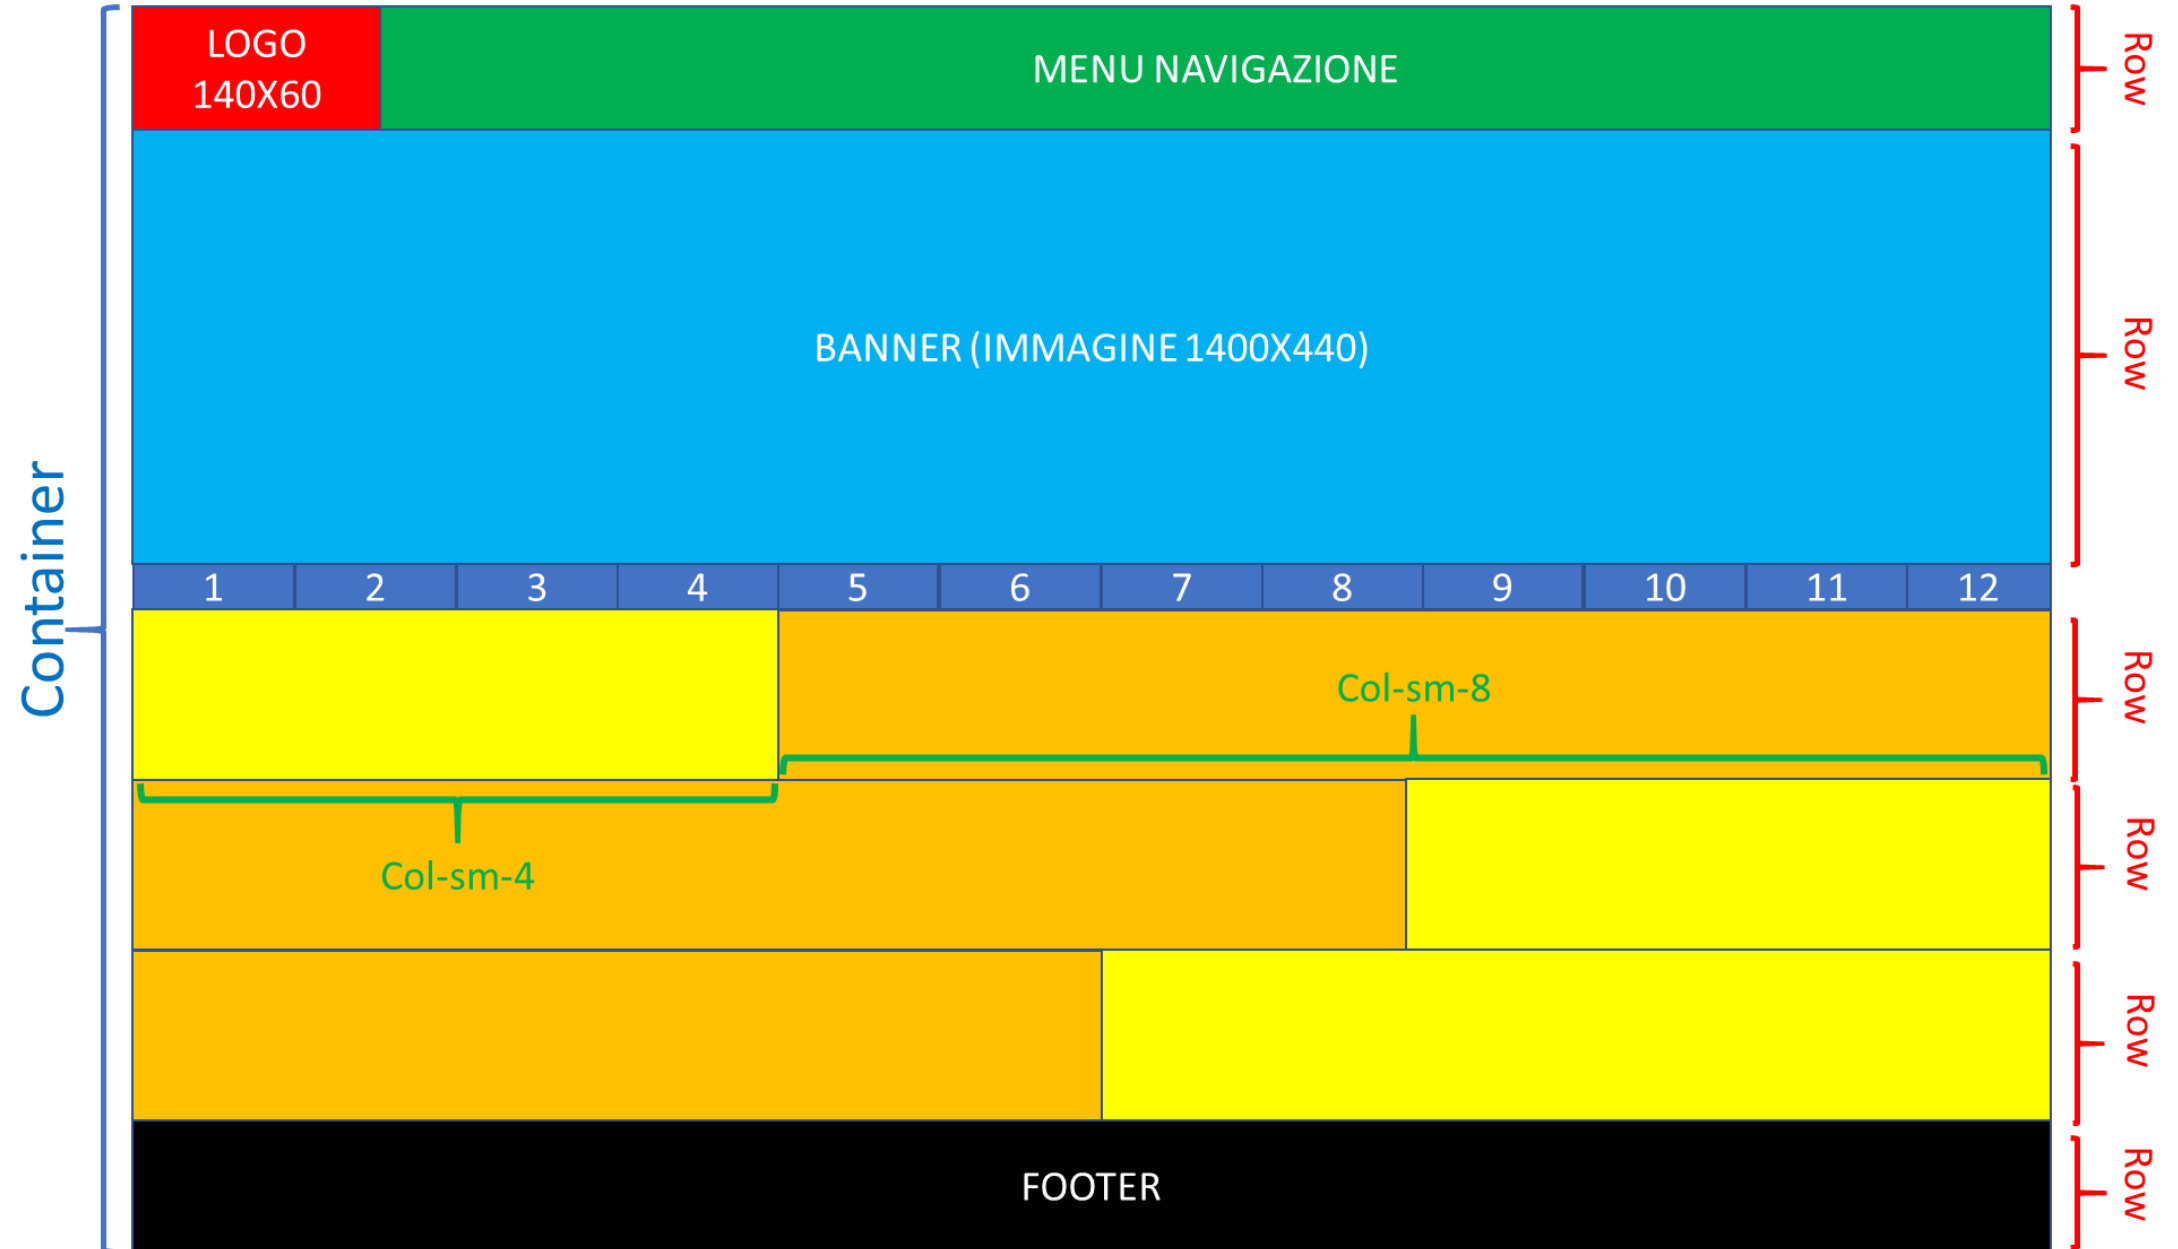 LOGO
140X60
MENU NAVIGAZIONE
Row
BANNER (IMMAGINE 1400X440)
Row
Container
1 2 3 4 5 6 7 8 9 10 11 12
Col-sm-8
Row
Col-sm-4
Row
Row
FOOTER
Row